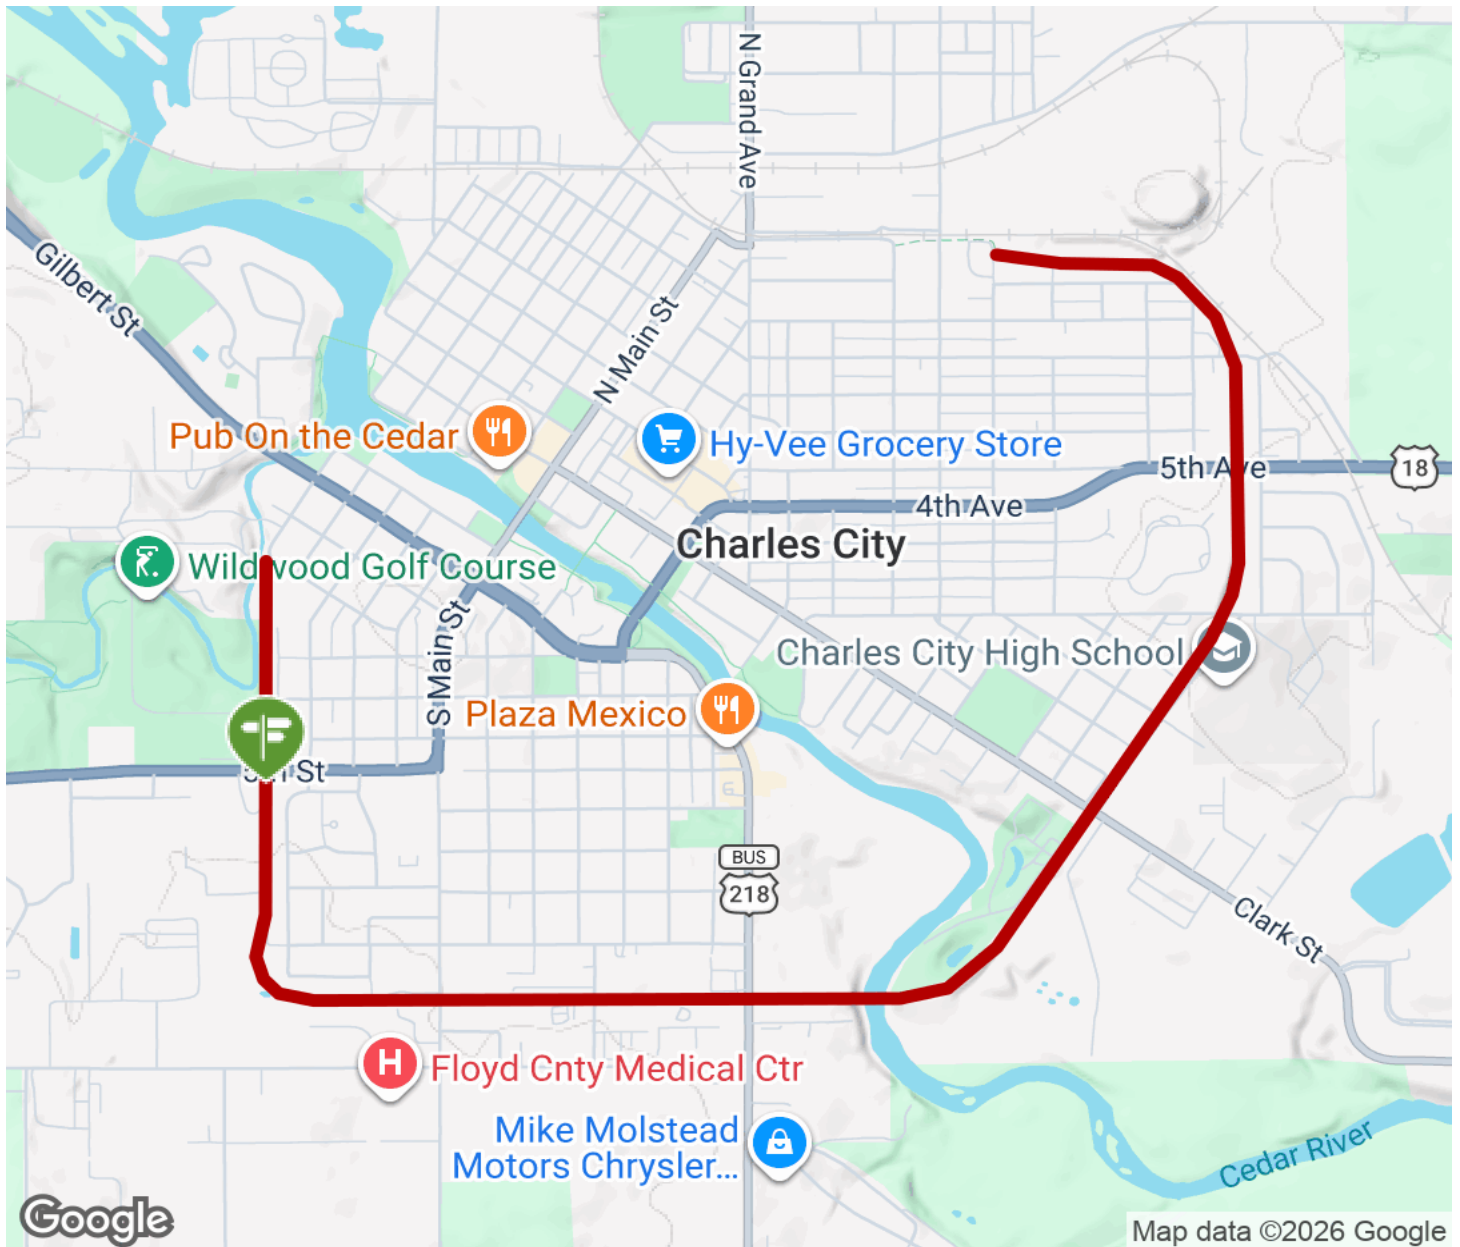 N Grand Ave
Gilbert St
N Main St
Pub On the Cedar
Hy-Vee Grocery Store
5th Ave
18
4th Ave
Charles City
Wildwood Golf Course
S Main St
Charles City High School
Plaza Mexico
5th St
BUS
218
Clark St
Floyd Cnty Medical Ctr
Mike Molstead
Motors Chrysler...
Cedar River
Google
Map data ©2026 Google